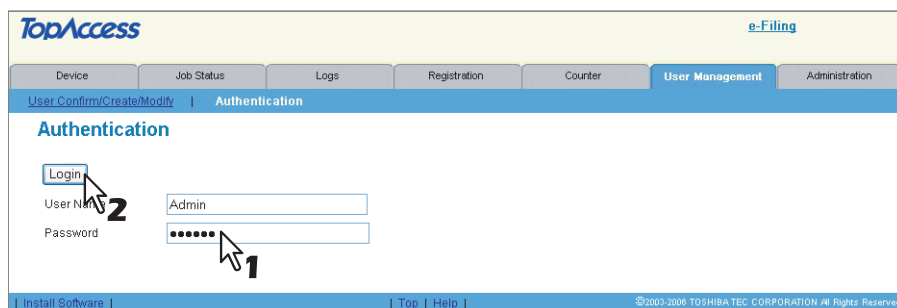 TopAccess
e-Filing
Device Job Status Logs Registration Counter User Management Administration
User Confirm/Create/Modify | Authentication
Authentication
Login
2
User Name Admin
Password ●●●●●●
1
| Install Software | | Top | Help | ©2003-2006 TOSHIBA TEC CORPORATION All Rights Reserve